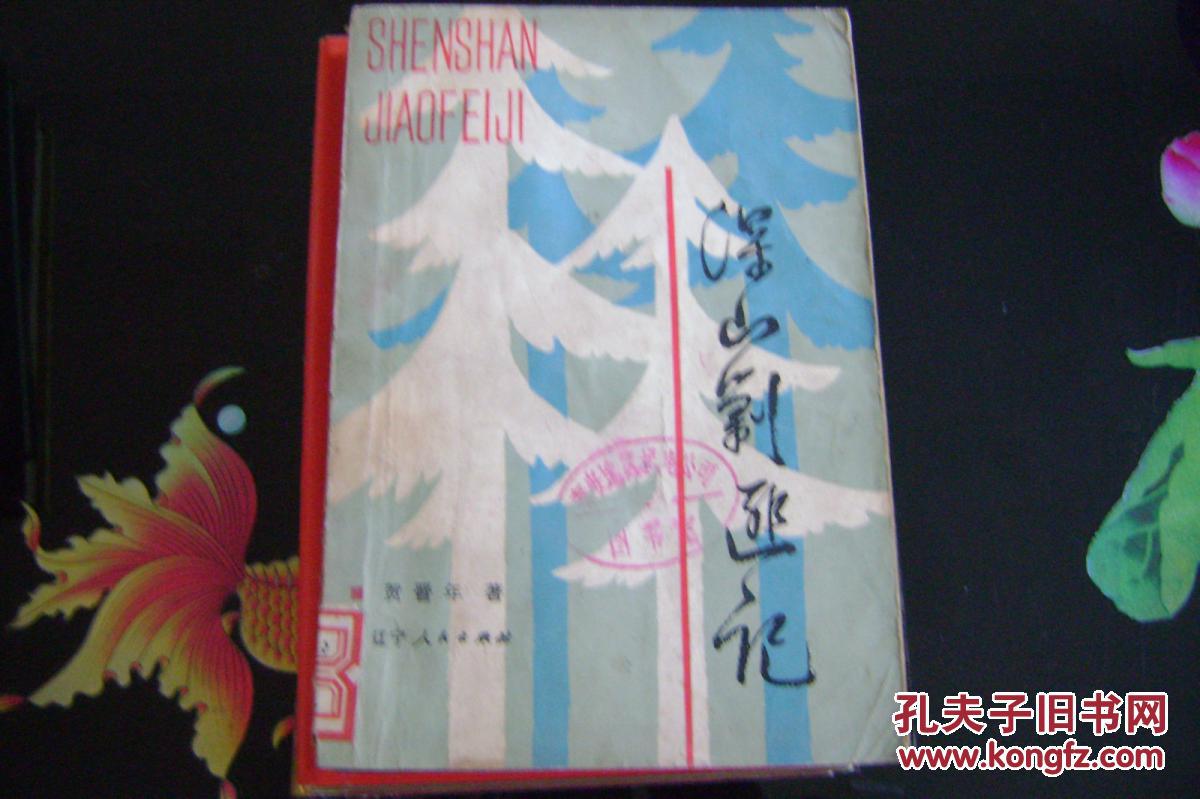 SHENSHAN
JIAOFEIJI
深山剿匪记
贺晋年 著
辽宁人民出版社
孔夫子旧书网
www.kongfz.com